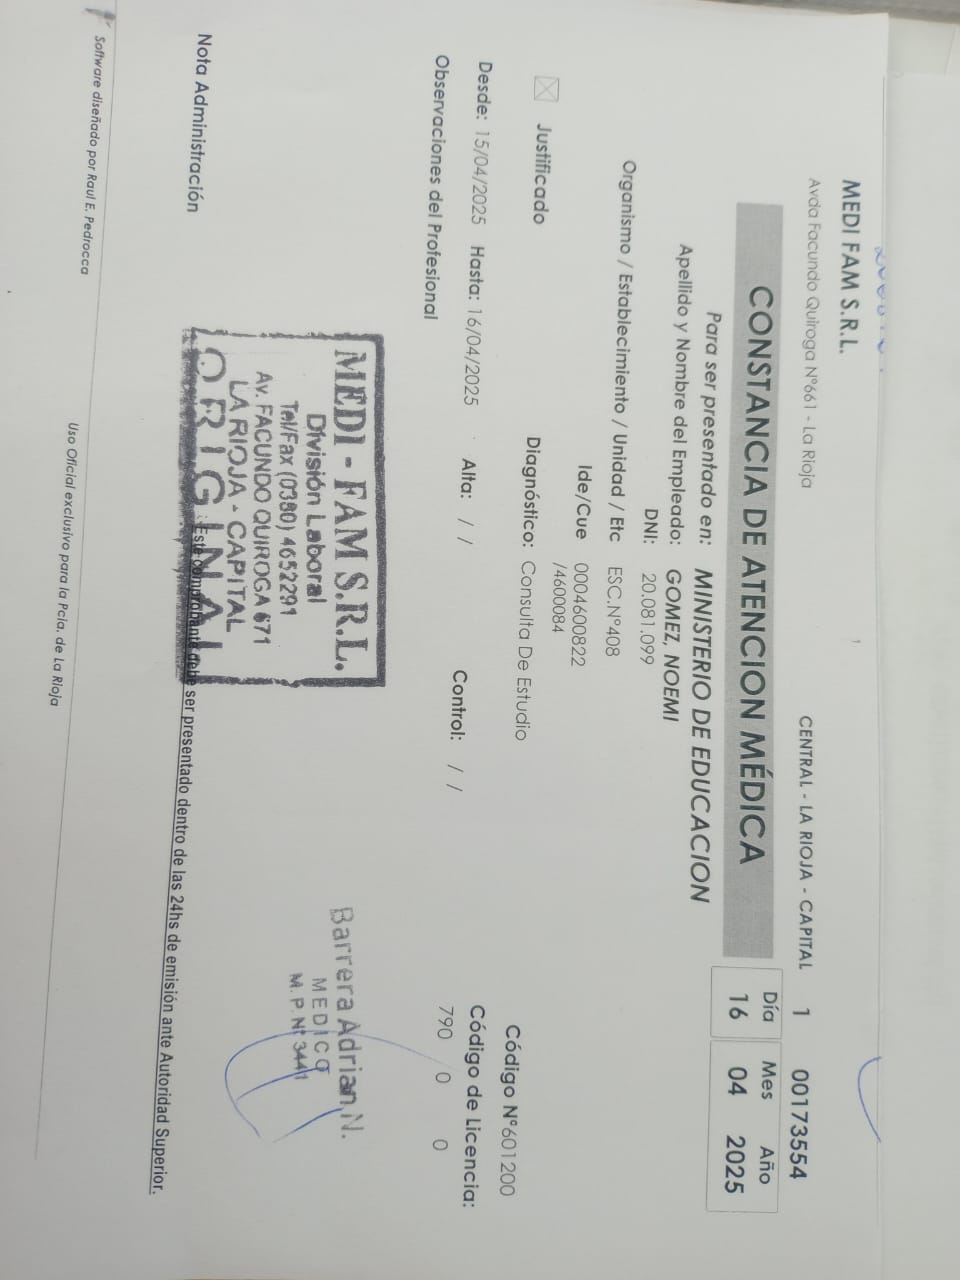 MEDI FAM S.R.L.
Avda Facundo Quiroga N°661 - La Rioja
CENTRAL - LA RIOJA - CAPITAL 1 00173554
CONSTANCIA DE ATENCION MÉDICA
Día Mes Año
16 04 2025
Para ser presentado en: MINISTERIO DE EDUCACION
Apellido y Nombre del Empleado: GOMEZ, NOEMI
DNI: 20.081.099
Organismo / Establecimiento / Unidad / Etc ESC.N°408
Ide/Cue 0004600822
/4600084
Justificado
Diagnóstico: Consulta De Estudio
Código N°601200
Desde: 15/04/2025 Hasta: 16/04/2025 Alta: / / Control: / /
Código de Licencia:
790 0 0
Observaciones del Profesional
MEDI - FAM S.R.L.
División Laboral
Tel/Fax (0380) 4652291
Av. FACUNDO QUIROGA 671
LA RIOJA - CAPITAL
ORIGINAL
Barrera Adrian N.
MEDICO
M. P. N° 3441
Nota Administración : Este comprobante debe ser presentado dentro de las 24hs de emisión ante Autoridad Superior.
Software diseñado por Raul E. Pedrocca
Uso Oficial exclusivo para la Pcia. de La Rioja